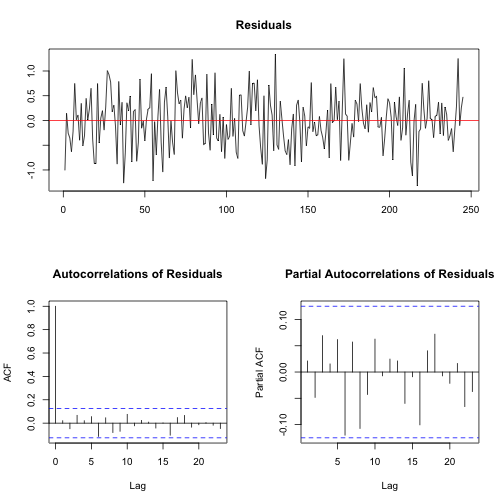 Residuals
1.0
0.5
0.0
-1.0
0 50 100 150 200 250
Autocorrelations of Residuals
ACF
1.0
0.8
0.6
0.4
0.2
0.0
0 5 10 15 20
Lag
Partial Autocorrelations of Residuals
Partial ACF
0.10
0.00
-0.10
5 10 15 20
Lag